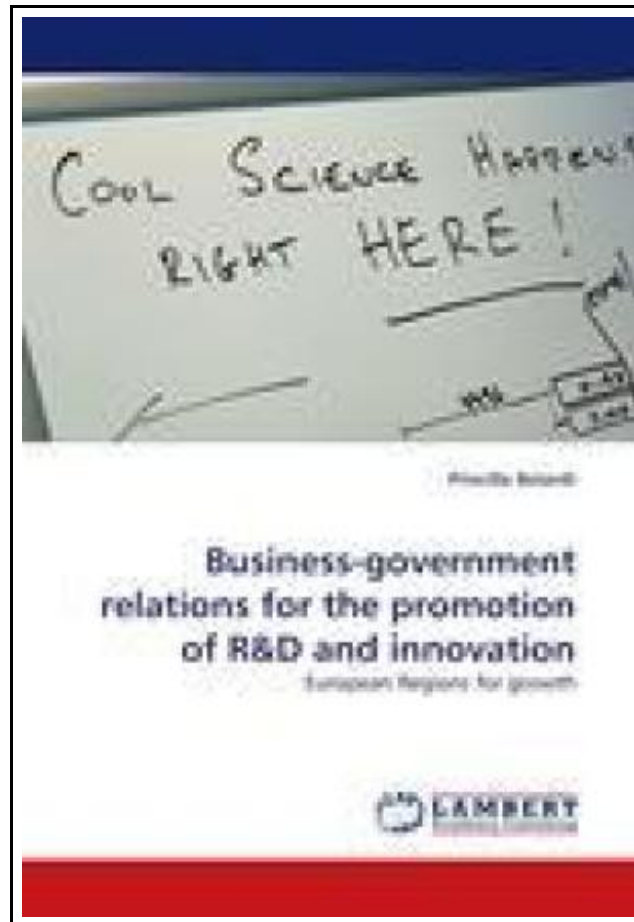 COOL SCIENCE HAPPENS
RIGHT HERE!
Business-government
relations for the promotion
of R&D and innovation
European Regions for growth
LAMBERT